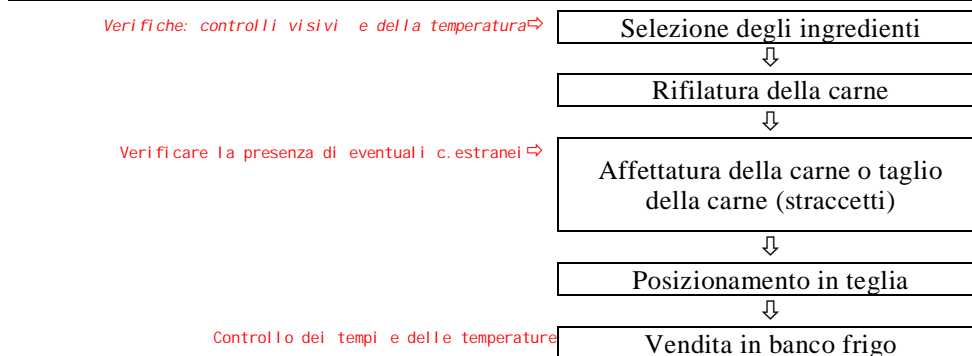 Verifiche: controlli visivi e della temperatura⇨
Selezione degli ingredienti
⇩
Rifilatura della carne
⇩
Verificare la presenza di eventuali c.estranei⇨
Affettatura della carne o taglio
della carne (straccetti)
⇩
Posizionamento in teglia
⇩
Controllo dei tempi e delle temperature
Vendita in banco frigo